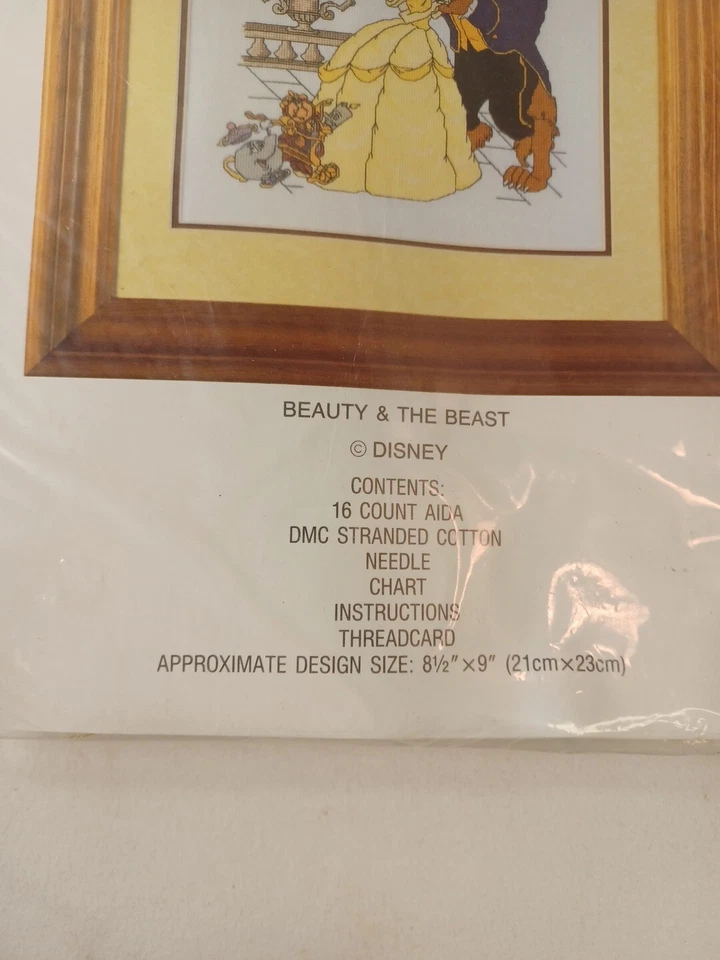 BEAUTY & THE BEAST
© DISNEY
CONTENTS:
16 COUNT AIDA
DMC STRANDED COTTON
NEEDLE
CHART
INSTRUCTIONS
THREADCARD
APPROXIMATE DESIGN SIZE: 8½"×9" (21cm×23cm)